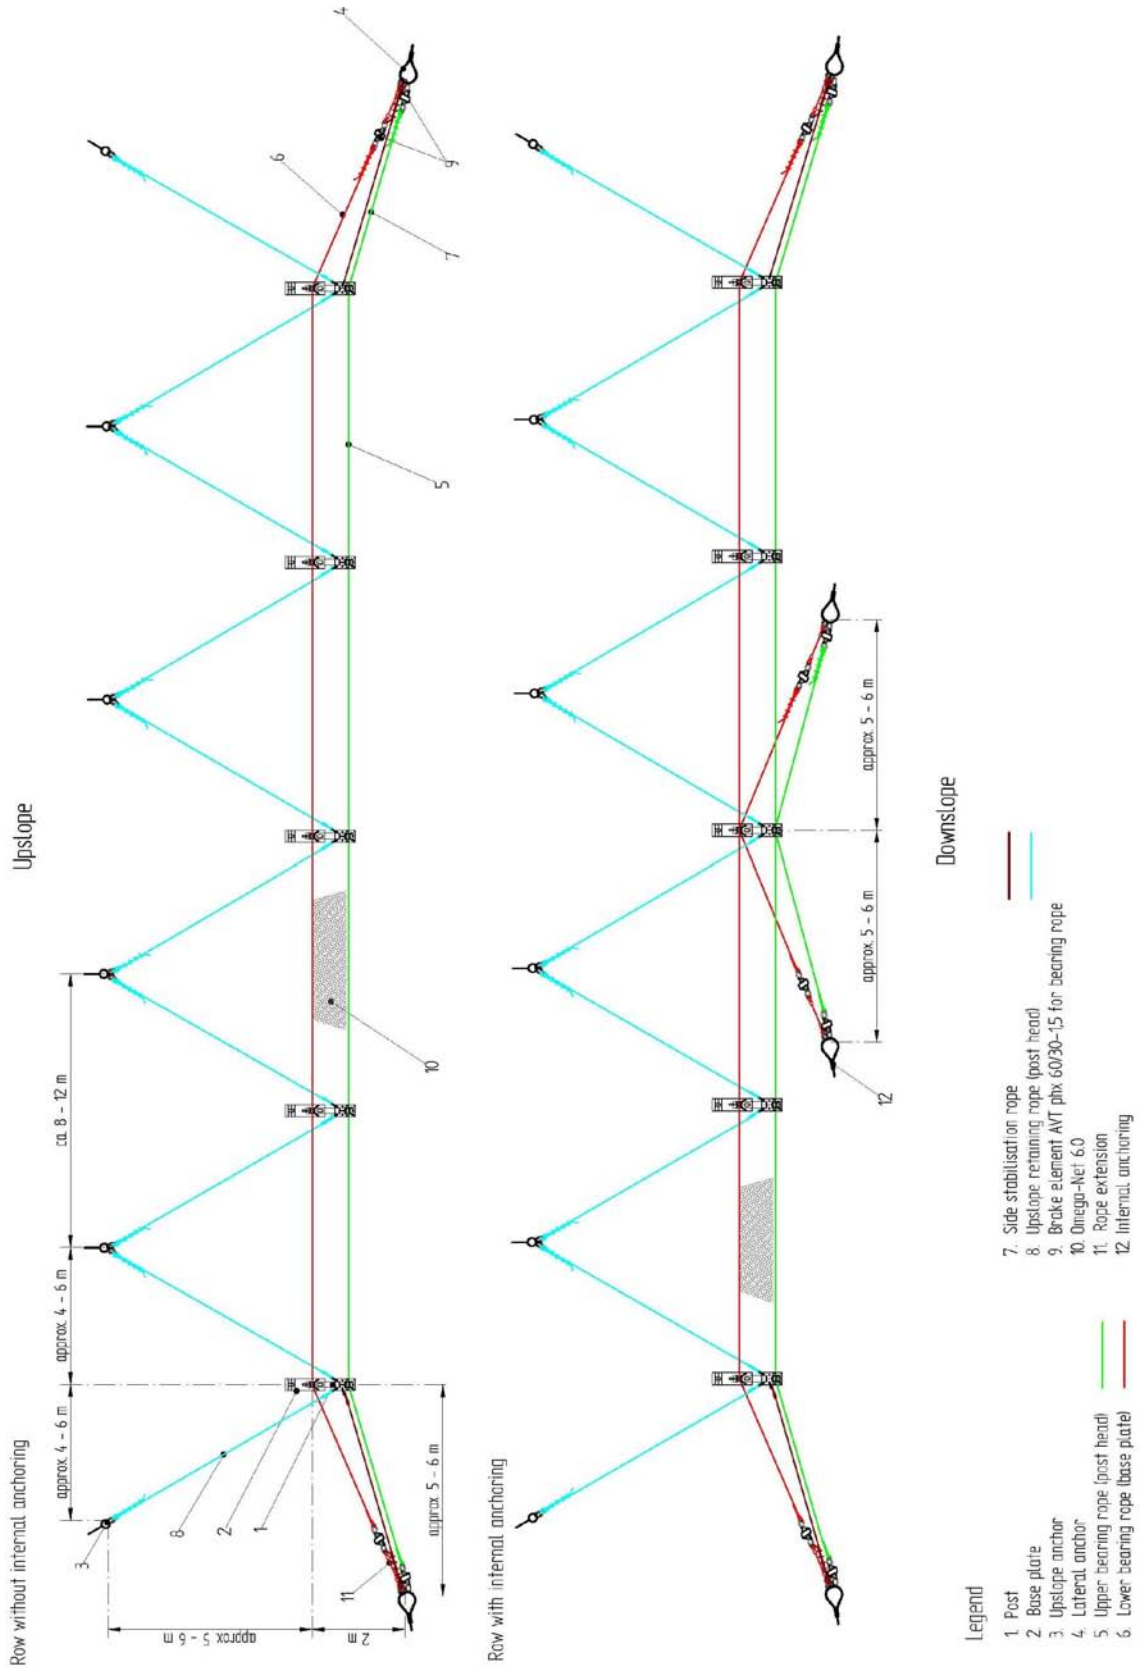 Upslope
Row without internal anchoring
approx. 4 - 6 m
approx. 4 - 6 m
ca. 8 - 12 m
3
8
2
1
11
10
5
6
7
9
4
approx 5 - 6 m
2 m
approx 5 - 6 m
Row with internal anchoring
12
approx. 5 - 6 m
approx. 5 - 6 m
Downslope
Legend
1 Post
2 Base plate
3. Upslope anchor
4. Lateral anchor
5. Upper bearing rope (post head)
6. Lower bearing rope (base plate)
7. Side stabilisation rope
8. Upslope retaining rope (post head)
9. Brake element AVT phx 60/30-1,5 for bearing rope
10. Omega-Net 6.0
11. Rope extension
12. Internal anchoring